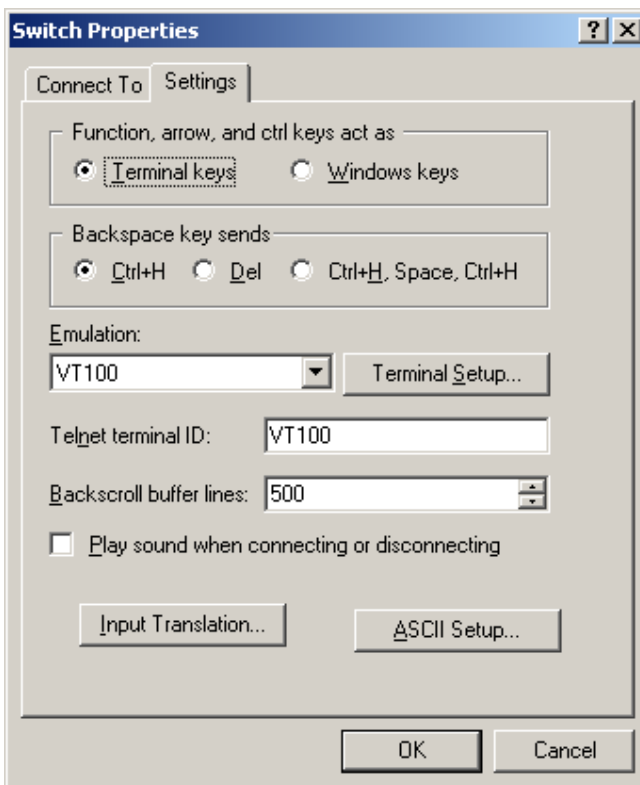 Switch Properties
Connect To Settings
Function, arrow, and ctrl keys act as
Terminal keys Windows keys
Backspace key sends
Ctrl+H Del Ctrl+H, Space, Ctrl+H
Emulation:
VT100 Terminal Setup...
Telnet terminal ID: VT100
Backscroll buffer lines: 500
Play sound when connecting or disconnecting
Input Translation... ASCII Setup...
OK Cancel